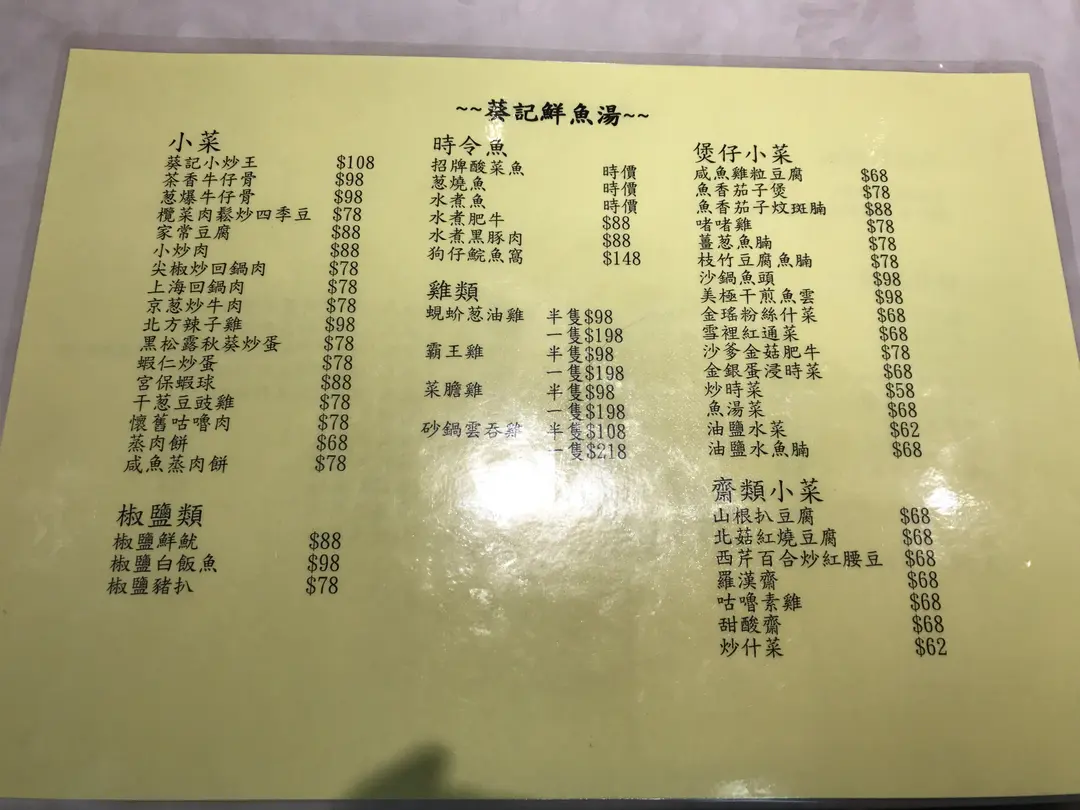 ~~葵記鮮魚湯~~
小菜
葵記小炒王 $108
茶香牛仔骨 $98
葱爆牛仔骨 $98
欖菜肉鬆炒四季豆 $78
家常豆腐 $88
小炒肉 $88
尖椒炒回鍋肉 $78
上海回鍋肉 $78
京葱炒牛肉 $78
北方辣子雞 $98
黑松露秋葵炒蛋 $78
蝦仁炒蛋 $78
宮保蝦球 $88
干葱豆豉雞 $78
懷舊咕嚕肉 $78
蒸肉餅 $68
咸魚蒸肉餅 $78
椒鹽類
椒鹽鮮魷 $88
椒鹽白飯魚 $98
椒鹽豬扒 $78
時令魚
招牌酸菜魚 時價
葱燒魚 時價
水煮魚 時價
水煮肥牛 $88
水煮黑豚肉 $88
狗仔鯇魚窩 $148
雞類
蜆蚧葱油雞 半隻$98
一隻$198
霸王雞 半隻$98
一隻$198
菜膽雞 半隻$98
一隻$198
砂鍋雲吞雞 半隻$108
一隻$218
煲仔小菜
咸魚雞粒豆腐 $68
魚香茄子煲 $78
魚香茄子炆斑腩 $88
啫啫雞 $78
薑葱魚腩 $78
枝竹豆腐魚腩 $78
沙鍋魚頭 $98
美極干煎魚雲 $98
金瑤粉絲什菜 $68
雪裡紅通菜 $68
沙爹金菇肥牛 $78
金銀蛋浸時菜 $68
炒時菜 $58
魚湯菜 $68
油鹽水菜 $62
油鹽水魚腩 $68
齋類小菜
山根扒豆腐 $68
北菇紅燒豆腐 $68
西芹百合炒紅腰豆 $68
羅漢齋 $68
咕嚕素雞 $68
甜酸齋 $68
炒什菜 $62